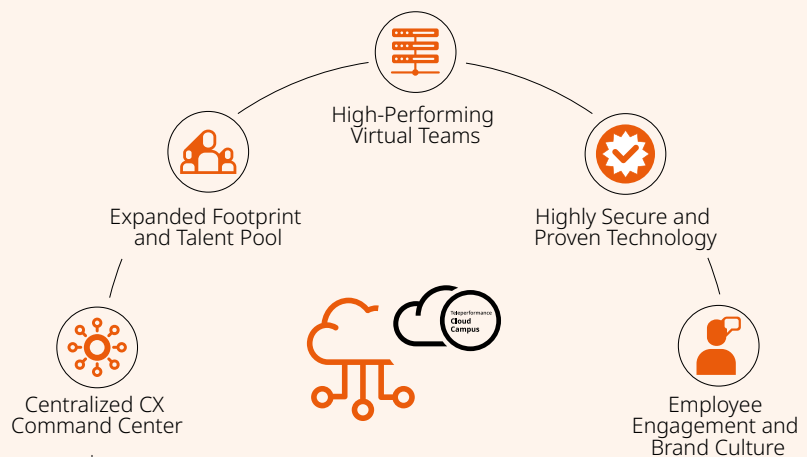 High-Performing
Virtual Teams
Expanded Footprint
and Talent Pool
Highly Secure and
Proven Technology
Teleperformance
Cloud
Campus
Centralized CX
Command Center
Employee
Engagement and
Brand Culture